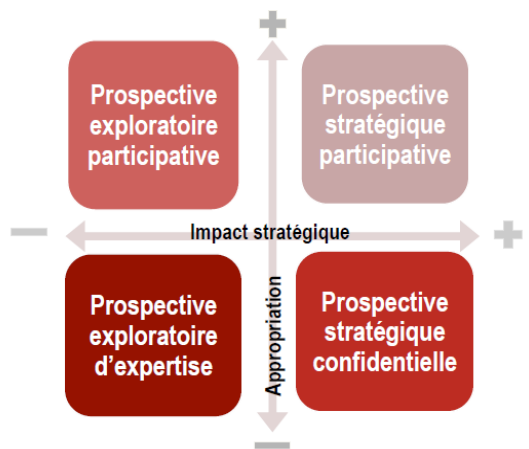 +
Prospective
exploratoire
participative
Prospective
stratégique
participative
−
Impact stratégique
+
Prospective
exploratoire
d'expertise
Appropriation
Prospective
stratégique
confidentielle
−